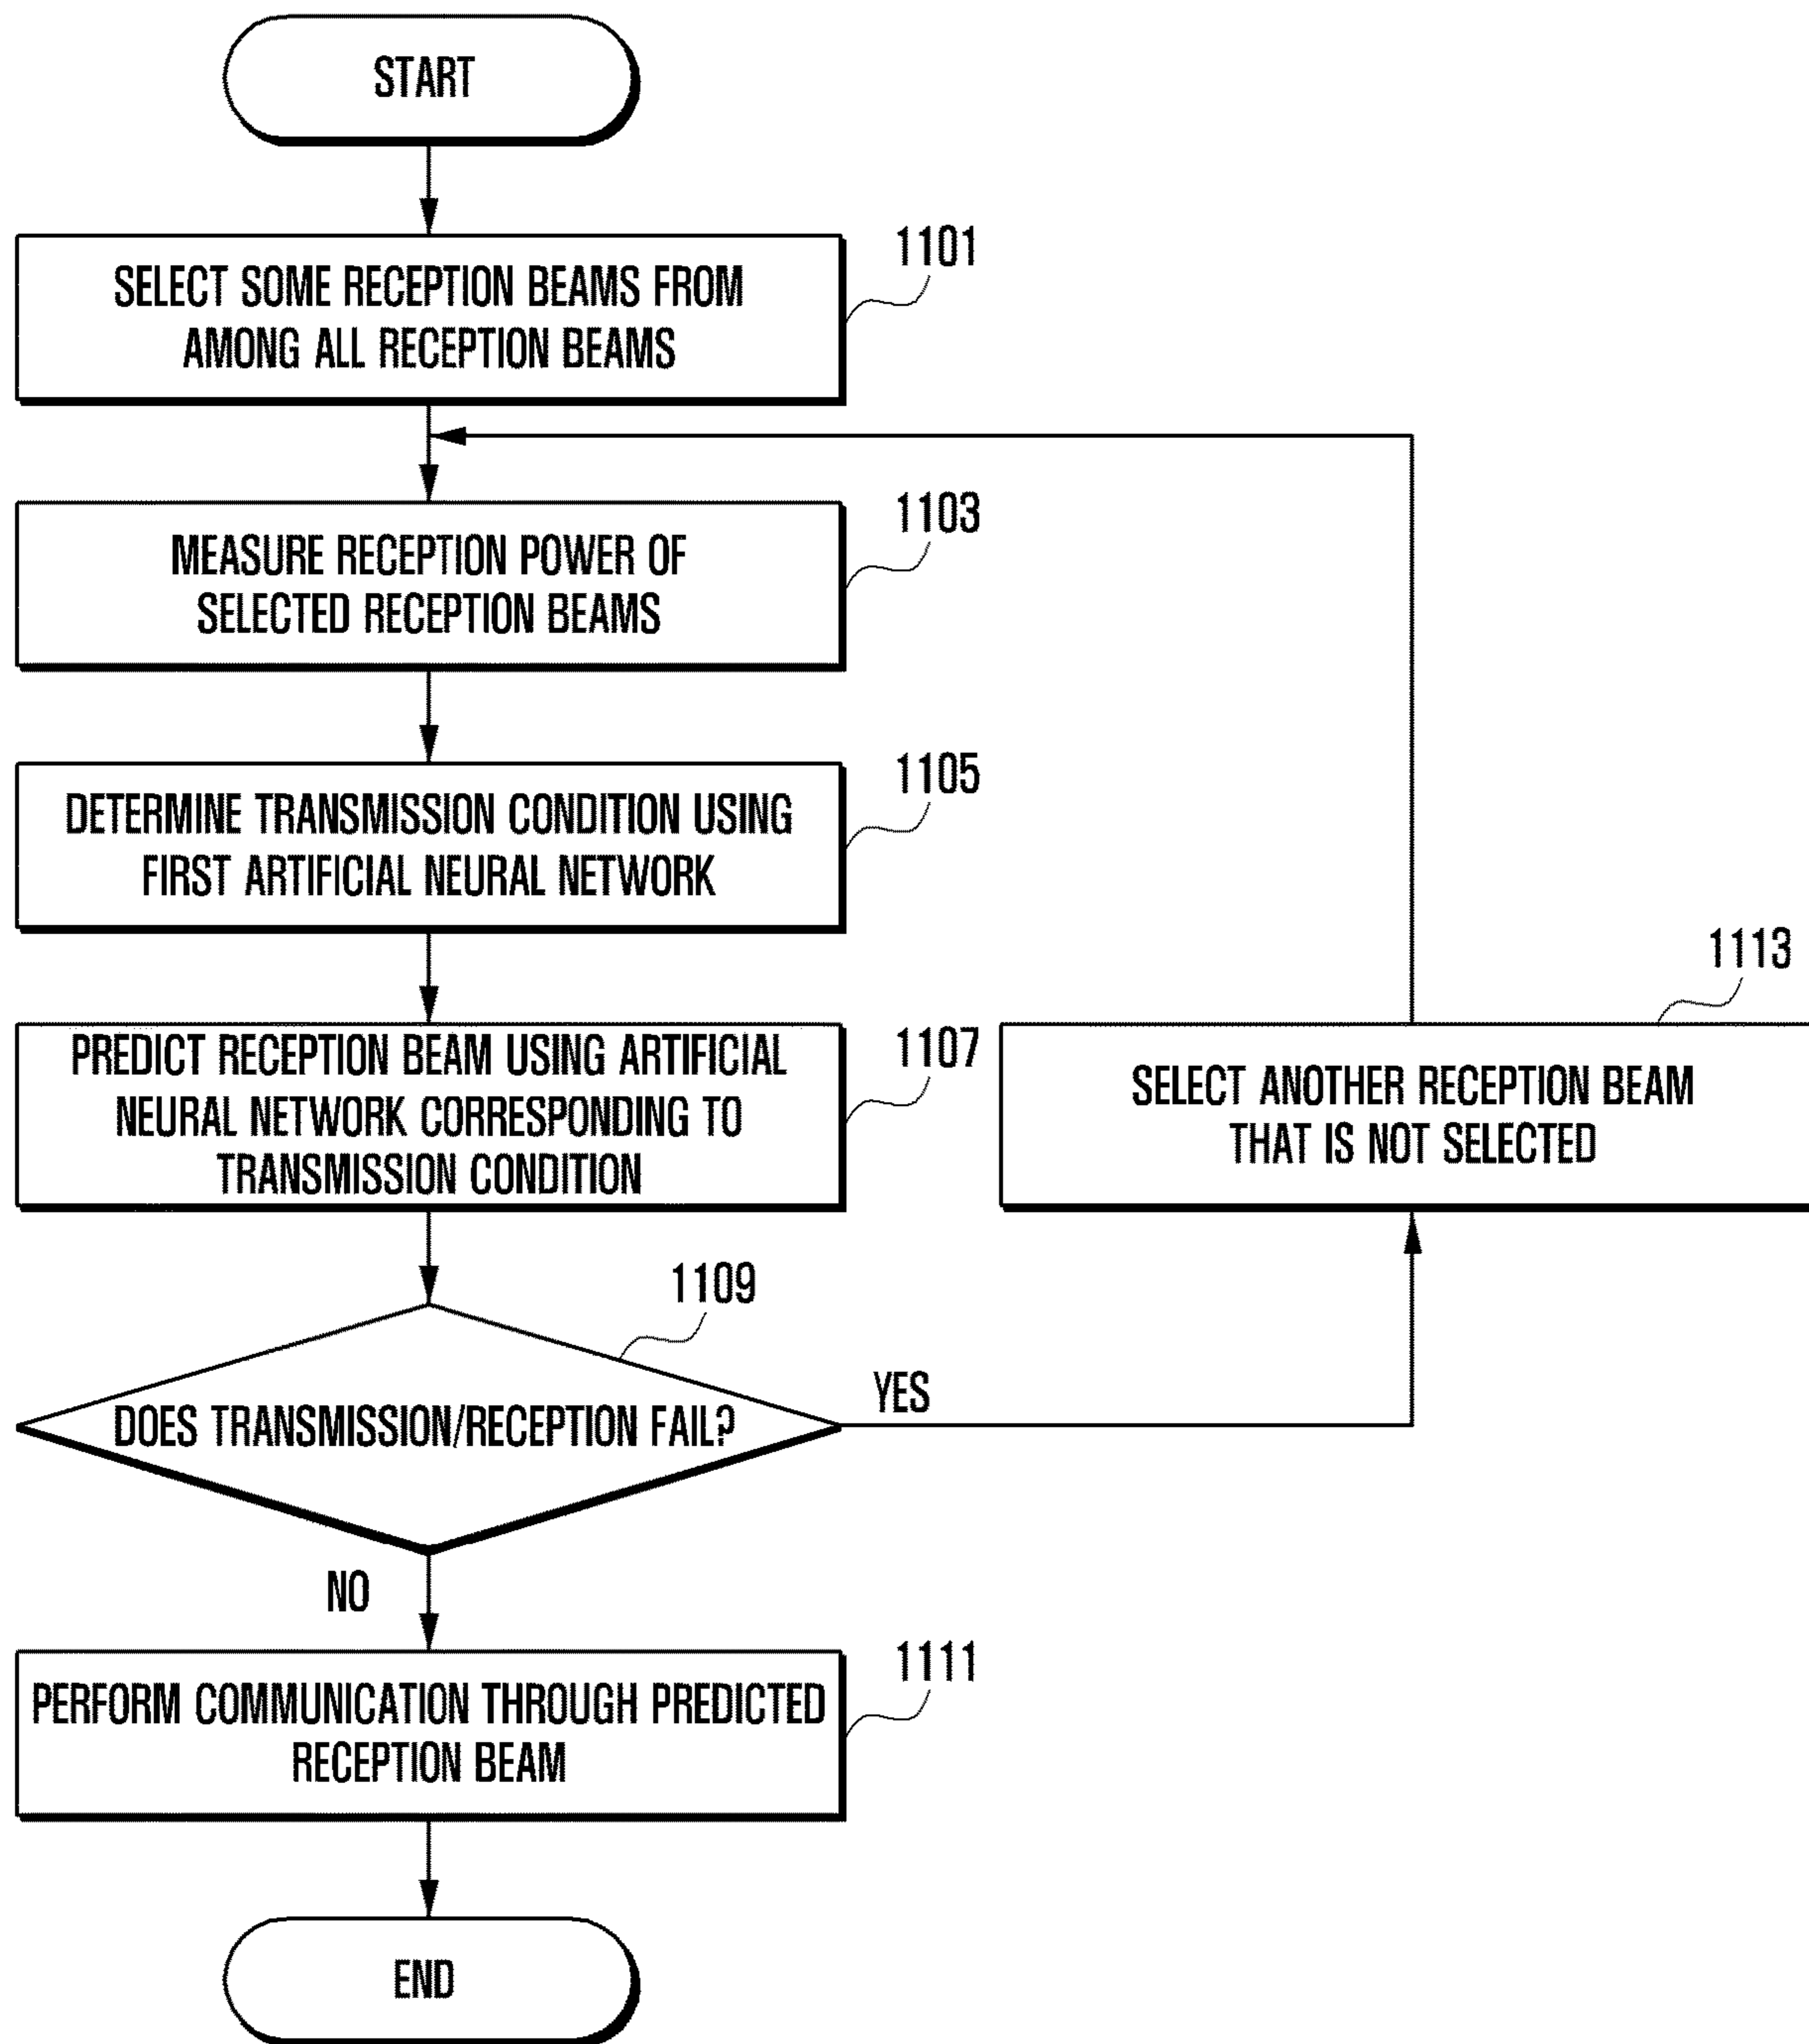 START
1101
SELECT SOME RECEPTION BEAMS FROM
AMONG ALL RECEPTION BEAMS
1103
MEASURE RECEPTION POWER OF
SELECTED RECEPTION BEAMS
1105
DETERMINE TRANSMISSION CONDITION USING
FIRST ARTIFICIAL NEURAL NETWORK
1107
PREDICT RECEPTION BEAM USING ARTIFICIAL
NEURAL NETWORK CORRESPONDING TO
TRANSMISSION CONDITION
1113
SELECT ANOTHER RECEPTION BEAM
THAT IS NOT SELECTED
1109
DOES TRANSMISSION/RECEPTION FAIL?
YES
NO
1111
PERFORM COMMUNICATION THROUGH PREDICTED
RECEPTION BEAM
END